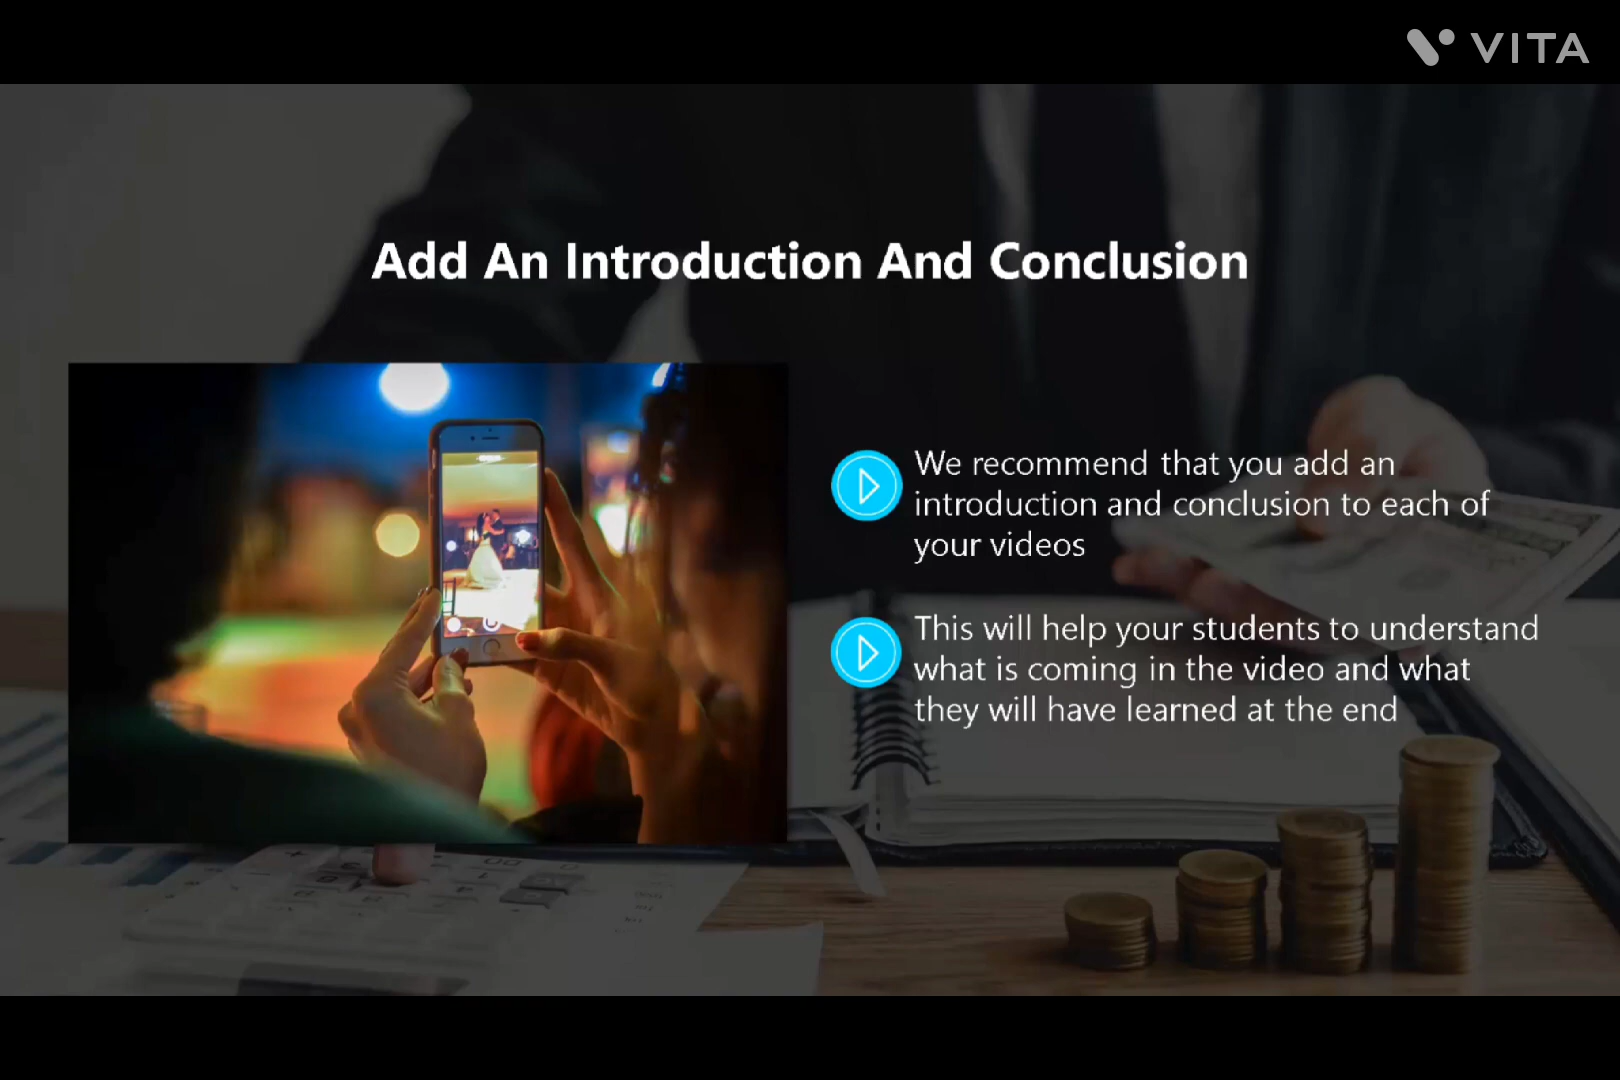 VITA
Add An Introduction And Conclusion
We recommend that you add an
introduction and conclusion to each of
your videos
This will help your students to understand
what is coming in the video and what
they will have learned at the end